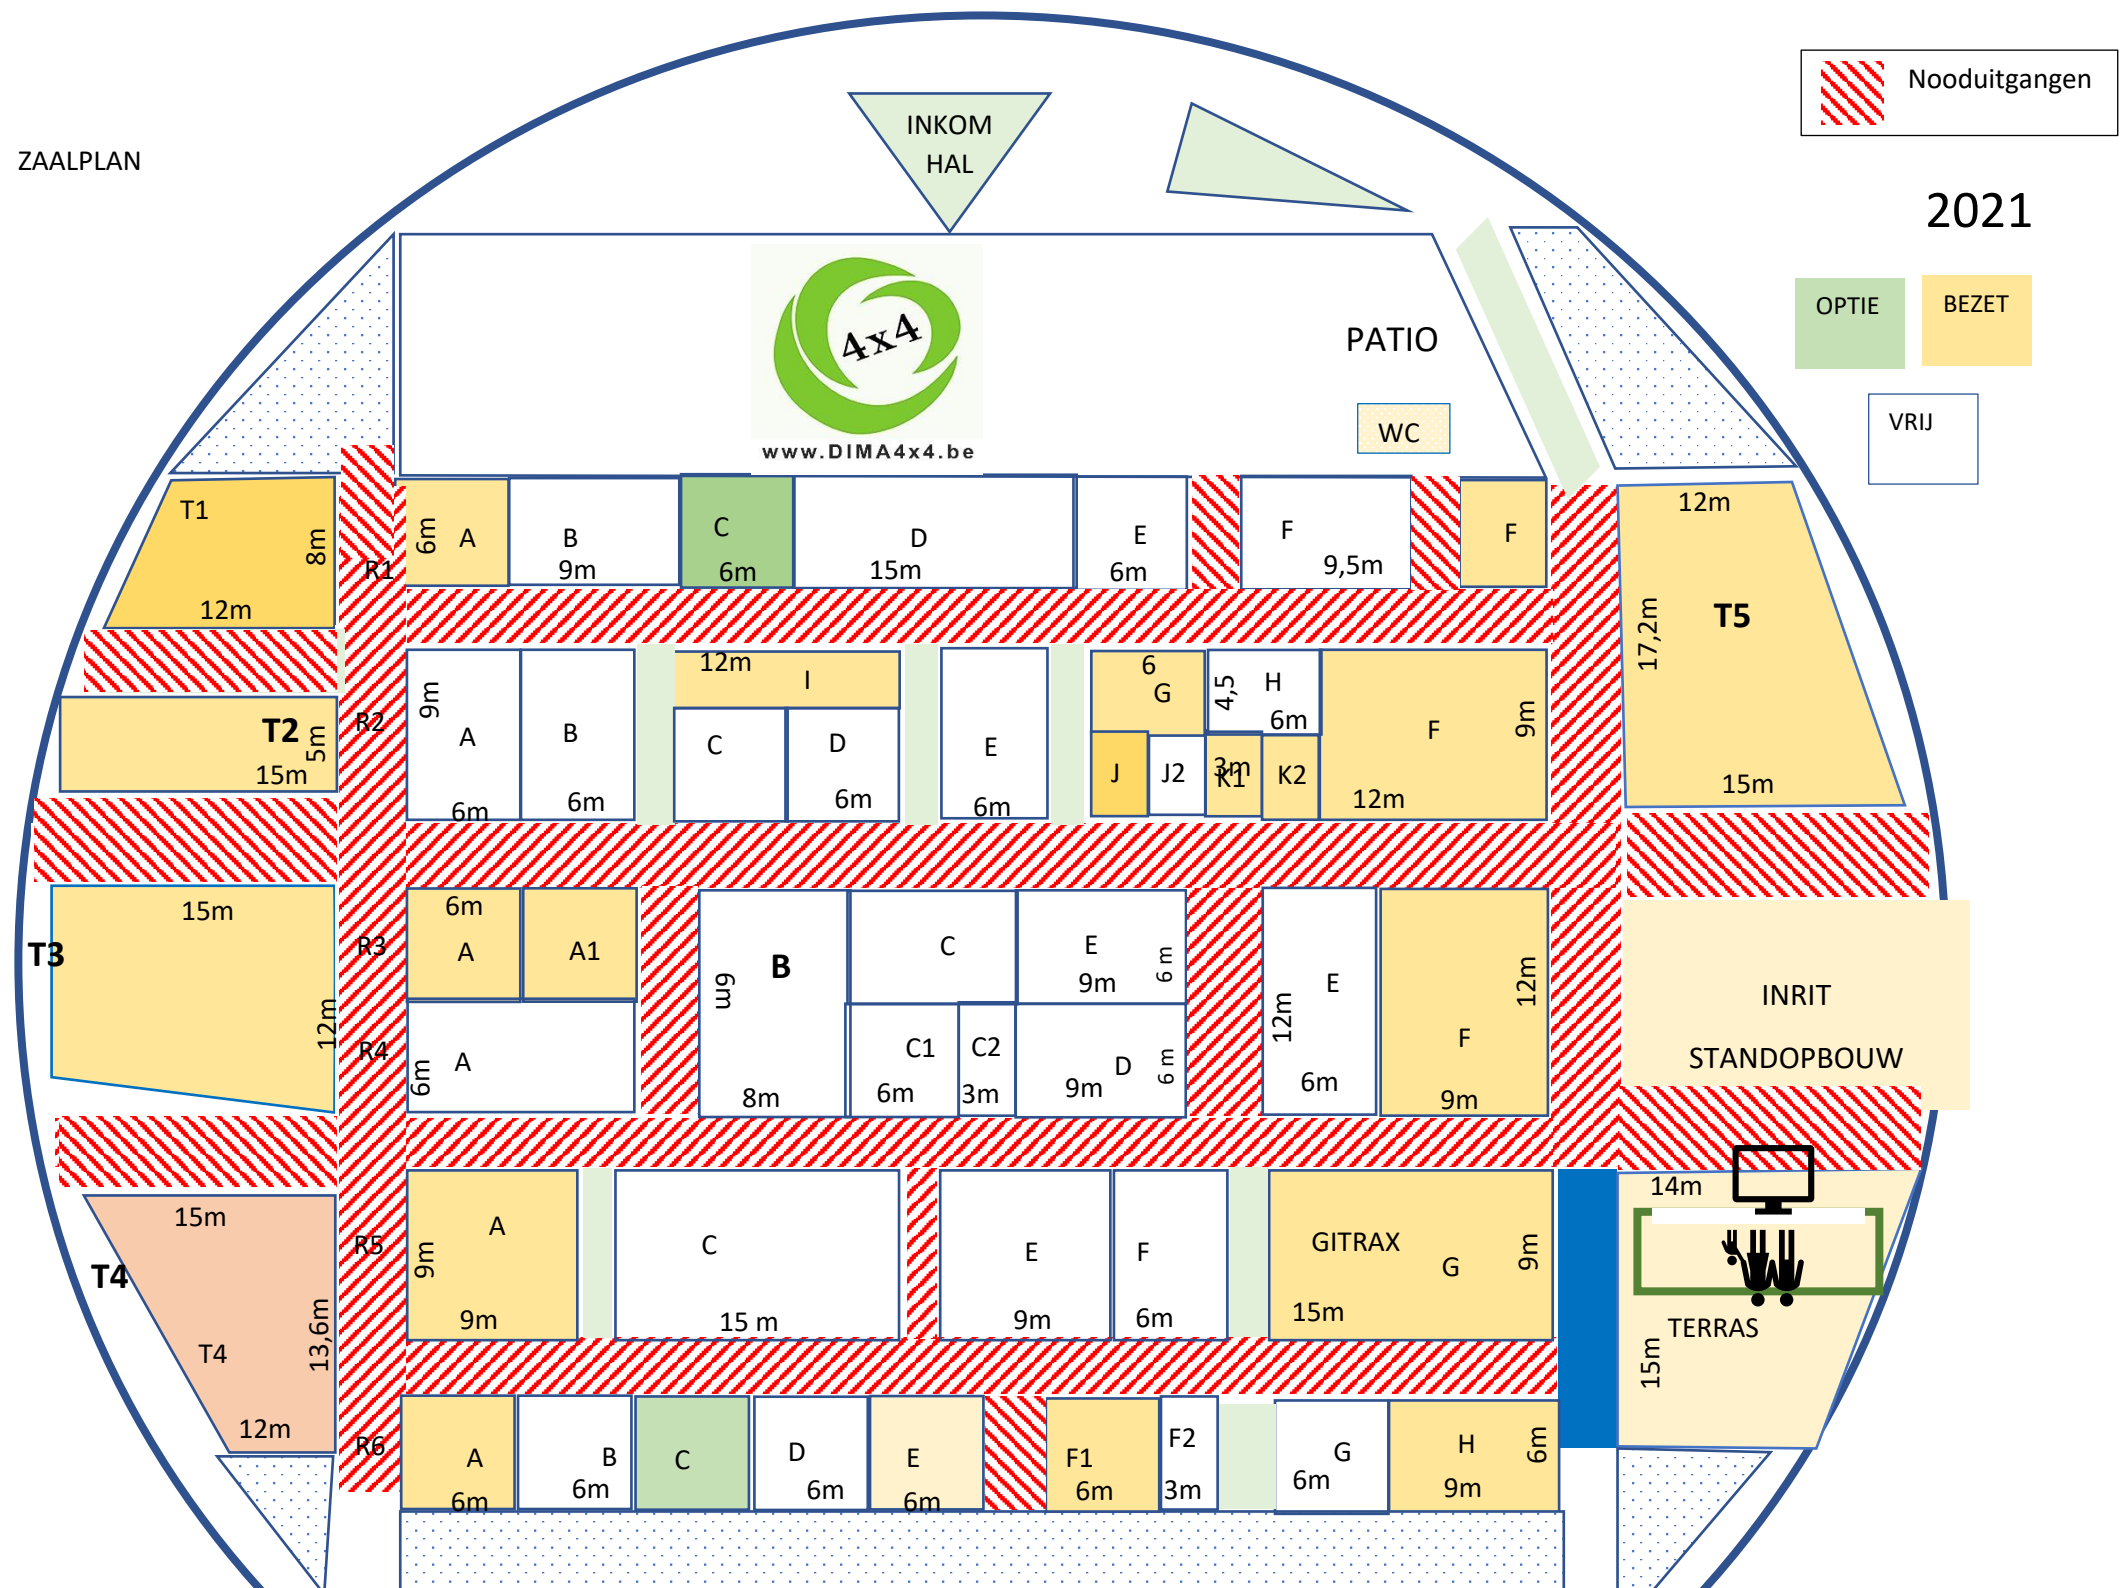 ZAALPLAN
INKOM
HAL
Nooduitgangen
2021
OPTIE
BEZET
VRIJ
4x4
www.DIMA4x4.be
PATIO
WC
T1
8m
12m
R1
6m
A
B
9m
C
6m
D
15m
E
6m
F
9,5m
F
12m
17,2m
T5
15m
T2
5m
15m
R2
9m
A
6m
B
6m
12m
I
C
D
6m
E
6m
6
G
4,5
H
6m
J
J2
3m
K1
K2
F
9m
12m
15m
T3
12m
R3
6m
A
A1
R4
6m
A
6m
B
8m
C
E
9m
6 m
C1
6m
C2
3m
D
9m
6 m
12m
E
6m
12m
F
9m
INRIT
STANDOPBOUW
15m
T4
T4
13,6m
12m
R5
9m
A
9m
C
15 m
E
9m
F
6m
GITRAX
G
9m
15m
14m
TERRAS
15m
R6
A
6m
B
6m
C
D
6m
E
6m
F1
6m
F2
3m
G
6m
H
9m
6m